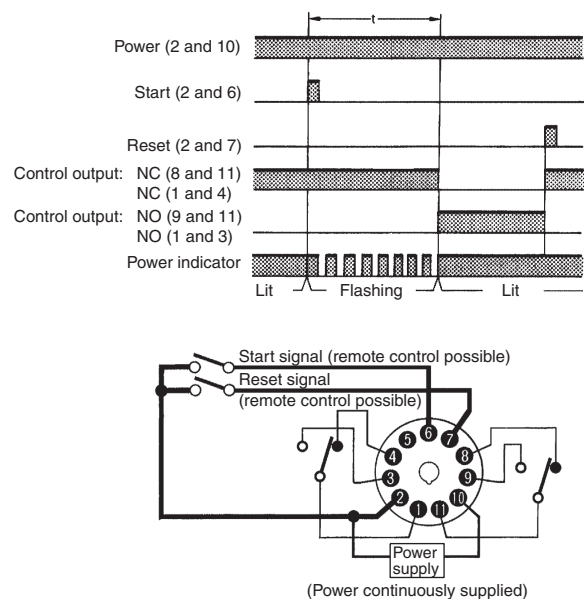 t
Power (2 and 10)
Start (2 and 6)
Reset (2 and 7)
Control output: NC (8 and 11)
NC (1 and 4)
Control output: NO (9 and 11)
NO (1 and 3)
Power indicator
Lit Flashing Lit
Start signal (remote control possible)
Reset signal
(remote control possible)
6
5 7
4 8
3 9
2 10
1 11
Power
supply
(Power continuously supplied)